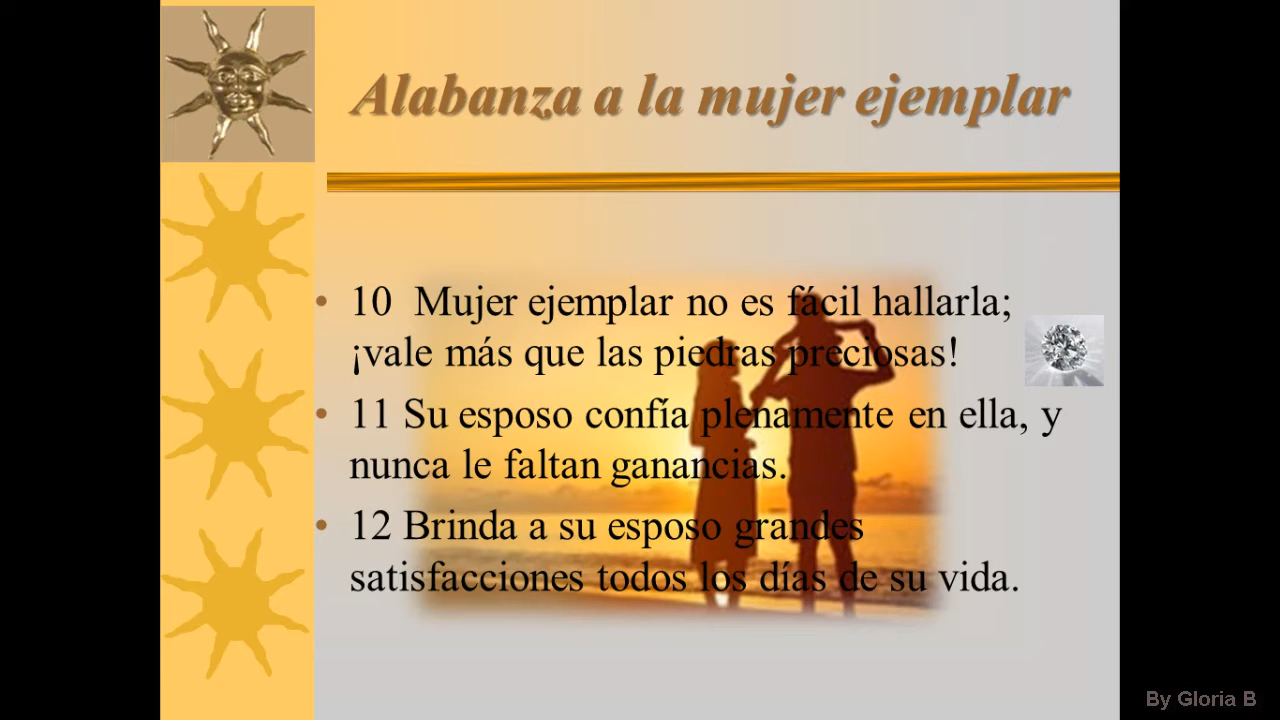 Alabanza a la mujer ejemplar
• 10  Mujer ejemplar no es fácil hallarla;
¡vale más que las piedras preciosas!
• 11 Su esposo confía plenamente en ella, y
nunca le faltan ganancias.
• 12 Brinda a su esposo grandes
satisfacciones todos los días de su vida.
By Gloria B